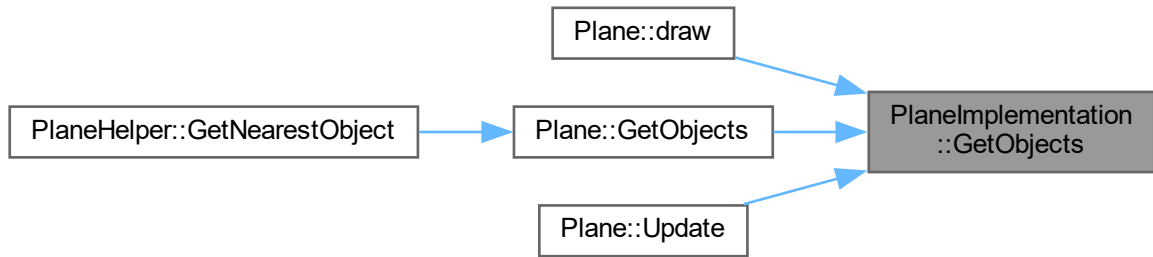 Plane::draw
PlaneImplementation
::GetObjects
PlaneHelper::GetNearestObject
Plane::GetObjects
Plane::Update